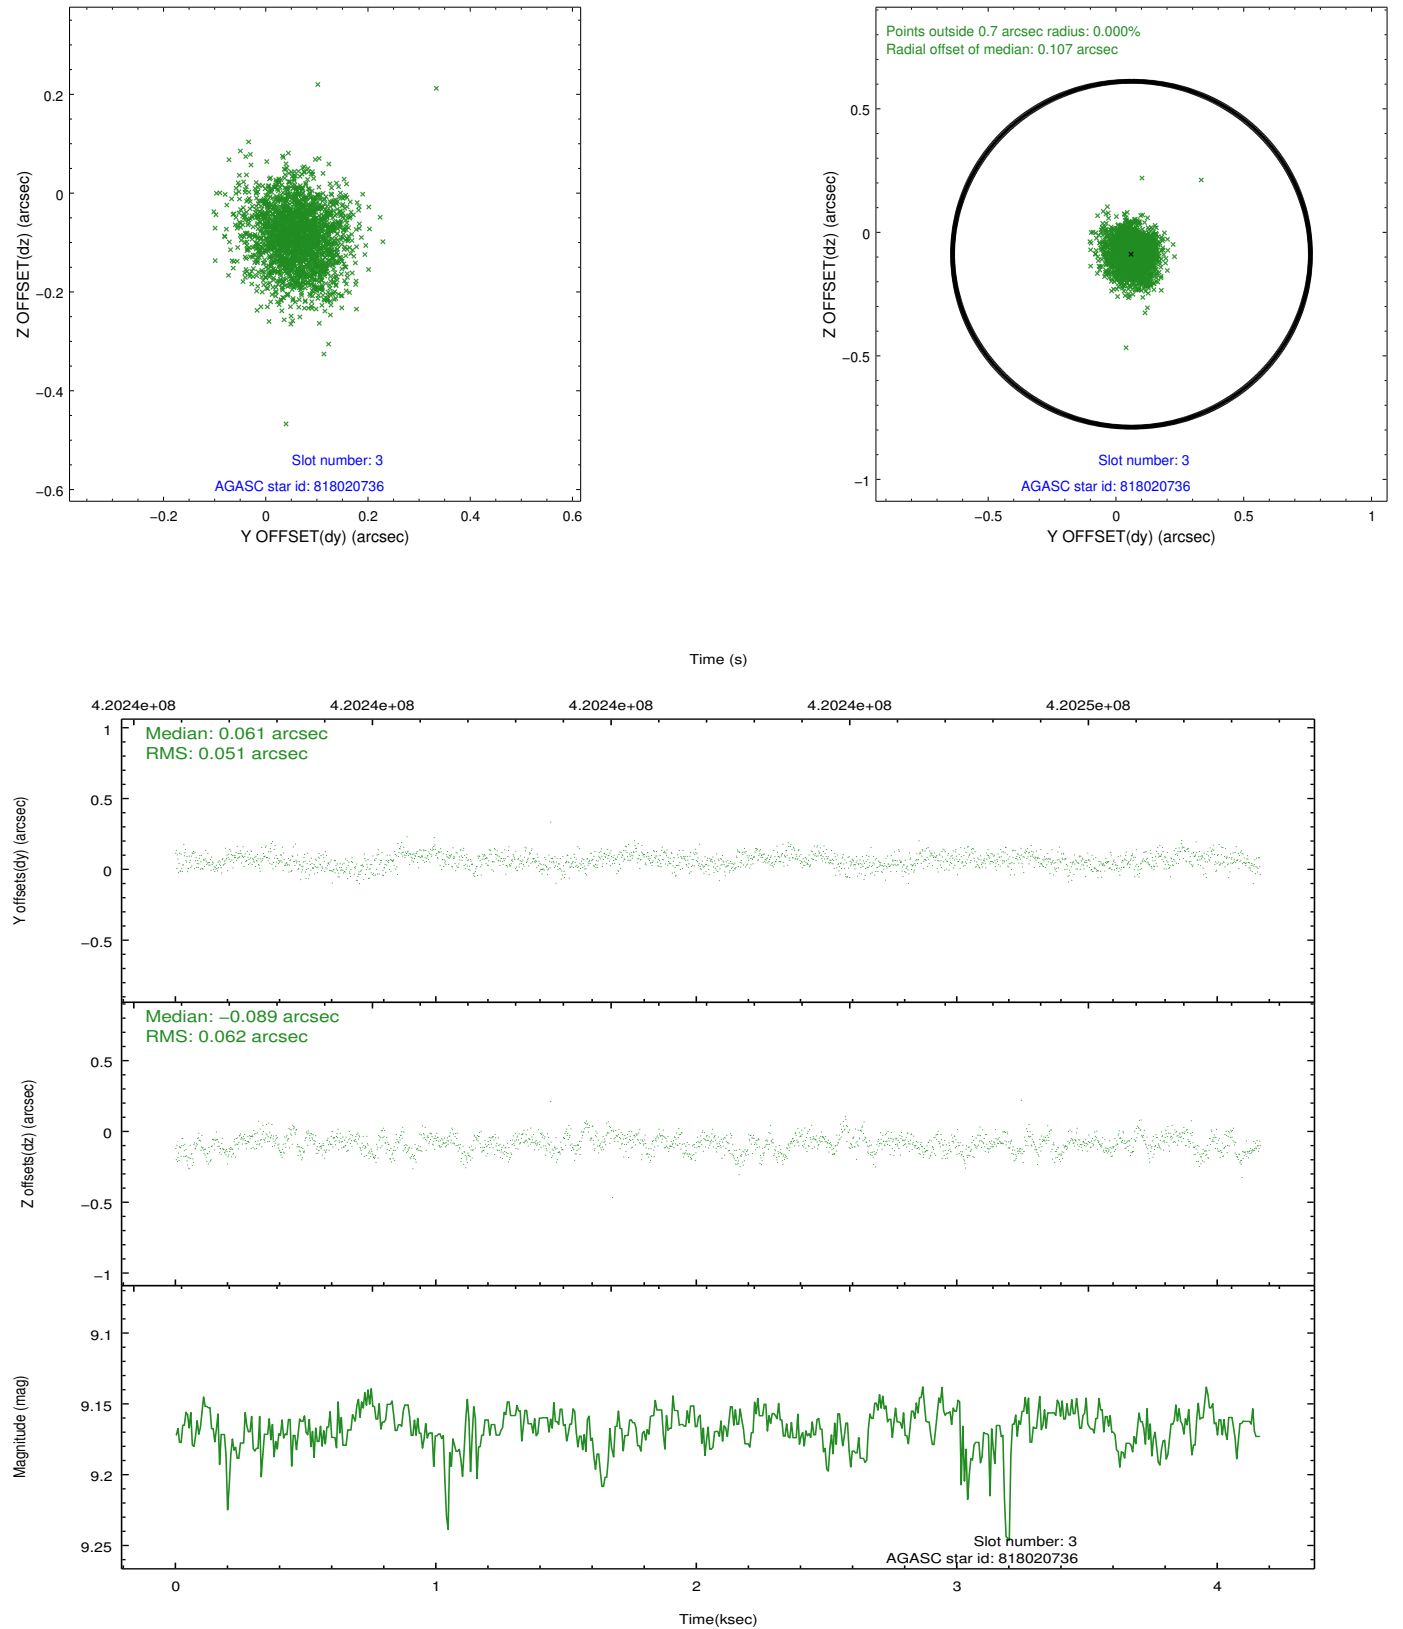 0.2
0
−0.2
−0.4
−0.6
Z OFFSET(dz) (arcsec)
Slot number: 3
AGASC star id: 818020736
−0.2 0 0.2 0.4 0.6
Y OFFSET(dy) (arcsec)
Points outside 0.7 arcsec radius: 0.000%
Radial offset of median: 0.107 arcsec
0.5
0
−0.5
−1
Z OFFSET(dz) (arcsec)
Slot number: 3
AGASC star id: 818020736
−0.5 0 0.5 1
Y OFFSET(dy) (arcsec)
Time (s)
4.2024e+08 4.2024e+08 4.2024e+08 4.2024e+08 4.2025e+08
Median: 0.061 arcsec
RMS: 0.051 arcsec
1
0.5
0
−0.5
Y offsets(dy) (arcsec)
Median: −0.089 arcsec
RMS: 0.062 arcsec
0.5
0
−0.5
−1
Z offsets(dz) (arcsec)
9.1
9.15
9.2
9.25
Magnitude (mag)
Slot number: 3
AGASC star id: 818020736
0 1 2 3 4
Time(ksec)